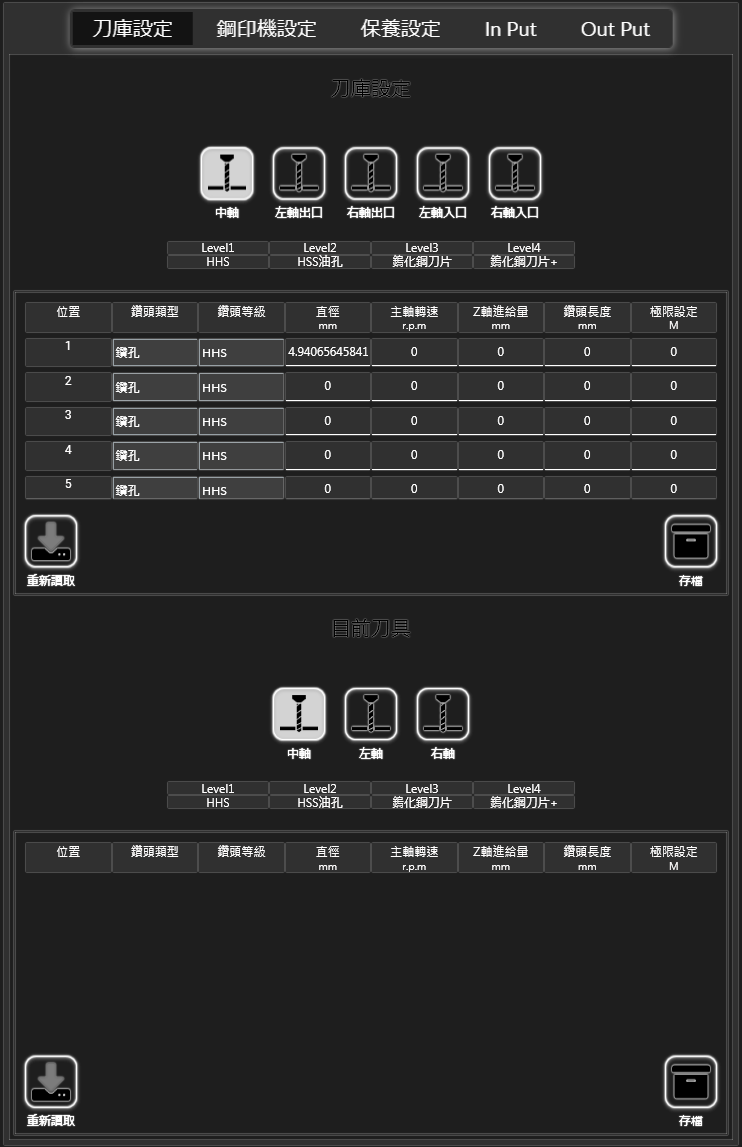 刀庫設定 鋼印機設定 保養設定 In Put Out Put
刀庫設定
中軸 左軸出口 右軸出口 左軸入口 右軸入口
Level1 Level2 Level3 Level4
HHS HSS油孔 鎢化鋼刀片 鎢化鋼刀片+
位置 鑽頭類型 鑽頭等級 直徑 主軸轉速 Z軸進給量 鑽頭長度 極限設定
mm r.p.m mm mm M
1 鑽孔 HHS 4.94065645841 0 0 0 0
2 鑽孔 HHS 0 0 0 0 0
3 鑽孔 HHS 0 0 0 0 0
4 鑽孔 HHS 0 0 0 0 0
5 鑽孔 HHS 0 0 0 0 0
重新讀取 存檔
目前刀具
中軸 左軸 右軸
Level1 Level2 Level3 Level4
HHS HSS油孔 鎢化鋼刀片 鎢化鋼刀片+
位置 鑽頭類型 鑽頭等級 直徑 主軸轉速 Z軸進給量 鑽頭長度 極限設定
mm r.p.m mm mm M
重新讀取 存檔